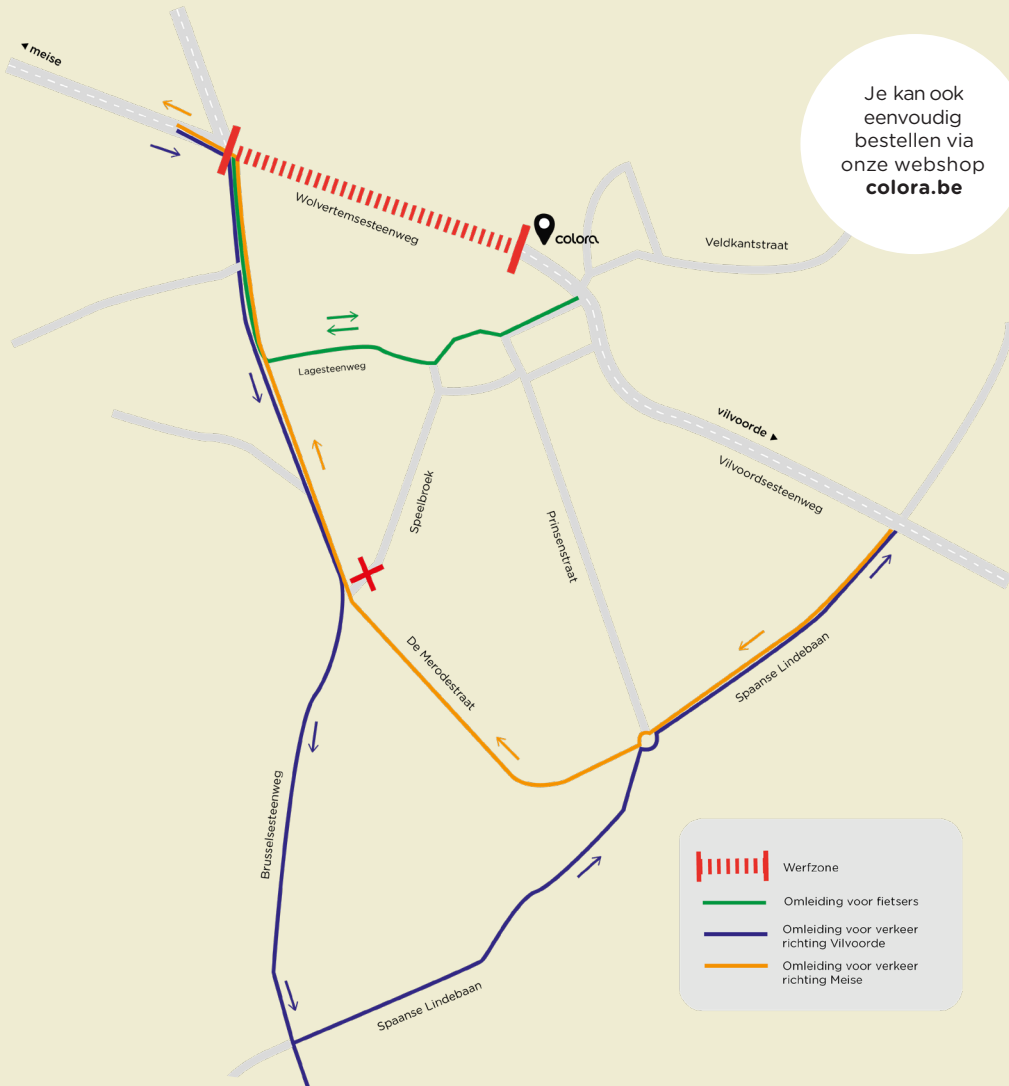 ◀ meise
Je kan ook
eenvoudig
bestellen via
onze webshop
colora.be
Wolvertemsesteenweg
colora
Veldkantstraat
Lagesteenweg
vilvoorde ▶
Vilvoordsesteenweg
Speelbroek
Prinsenstraat
De Merodestraat
Spaanse Lindebaan
Brusselsesteenweg
Spaanse Lindebaan
Werfzone
Omleiding voor fietsers
Omleiding voor verkeer
richting Vilvoorde
Omleiding voor verkeer
richting Meise